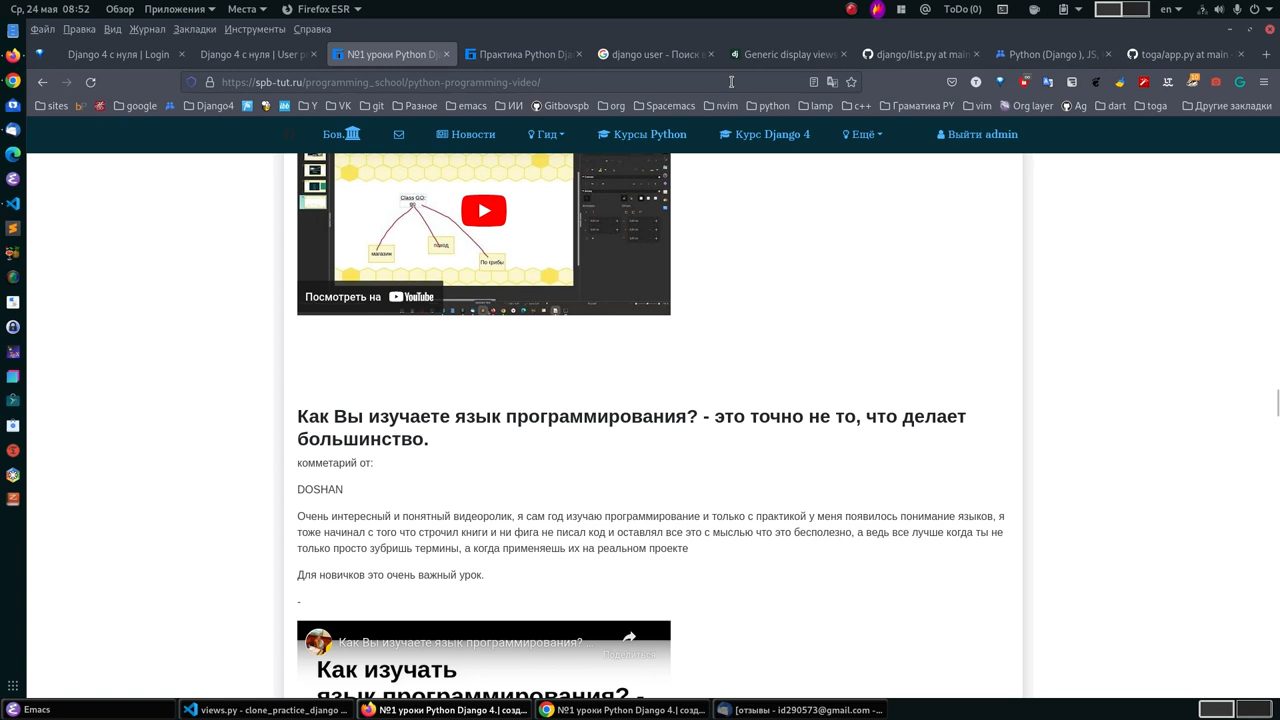 Ср, 24 мая 08:52
Обзор
Приложения
Места
Firefox ESR
ToDo(0)
en
Файл Правка Вид Журнал Закладки Инструменты Справка
Django 4 с нуля | Login
Django 4 с нуля | User p
№1 уроки Python Dja
Практика Python Djan
django user - Поиск в
Generic display views
django/list.py at main
Python (Django ), JS,
toga/app.py at main
https://spb-tut.ru/programming_school/python-programming-video/
sites
google
Django4
Y
VK
git
Разное
emacs
ИИ
Gitbovspb
org
Spacemacs
nvim
python
lamp
c++
Граматика РУ
vim
Org layer
Ag
dart
toga
Другие закладки
Бов.
Новости
Гид
Курсы Python
Курс Django 4
Ещё
Выйти admin
Class GO
магазин
поход
По грибы
Посмотреть на YouTube
Как Вы изучаете язык программирования? - это точно не то, что делает
большинство.
комметарий от:
DOSHAN
Очень интересный и понятный видеоролик, я сам год изучаю программирование и только с практикой у меня появилось понимание языков, я
тоже начинал с того что строчил книги и ни фига не писал код и оставлял все это с мыслью что это бесполезно, а ведь все лучше когда ты не
только просто зубришь термины, а когда применяешь их на реальном проекте
Для новичков это очень важный урок.
-
Как Вы изучаете язык программирования? ...
Поделиться
Как изучать
язык программирования? -
Emacs
views.py - clone_practice_django ...
№1 уроки Python Django 4.| созд...
№1 уроки Python Django 4.| созд...
[отзывы - id290573@gmail.com -...